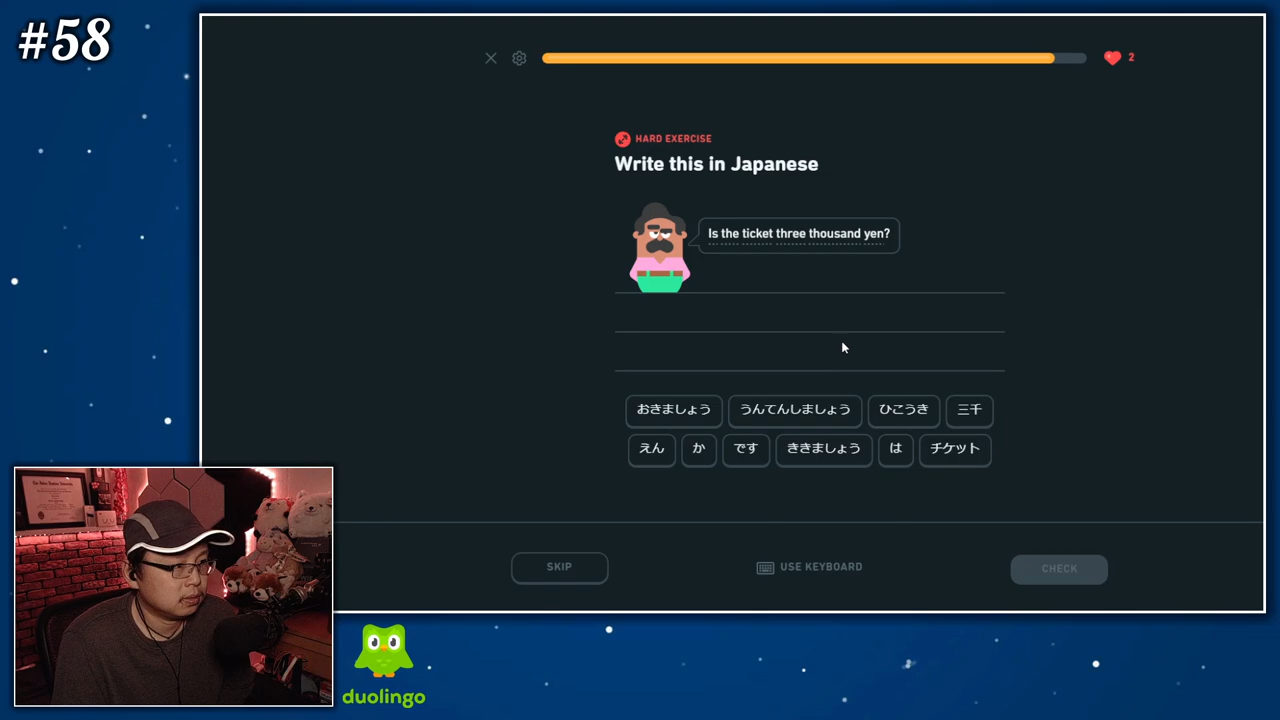 #58
2
HARD EXERCISE
Write this in Japanese
Is the ticket three thousand yen?
おきましょう うんてんしましょう ひこうき 三千
えん か です ききましょう は チケット
SKIP USE KEYBOARD CHECK
duolingo